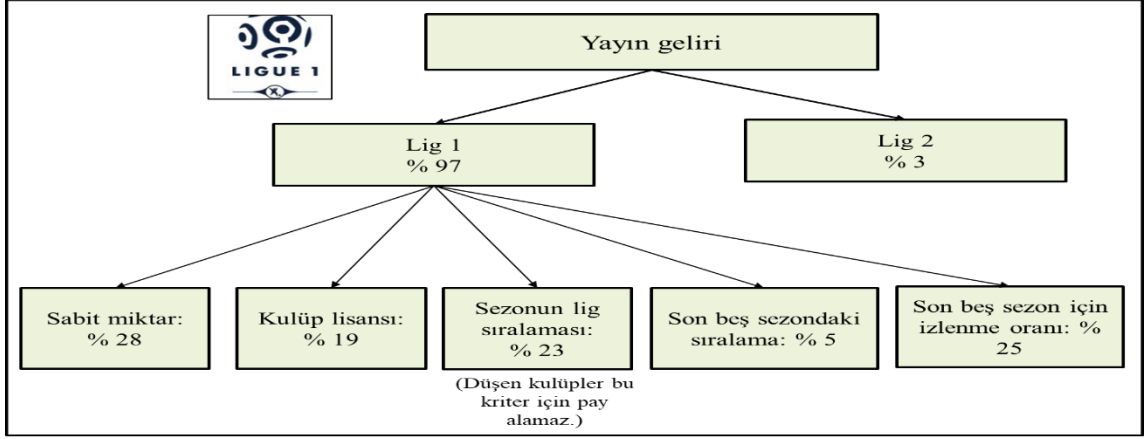 LIGUE 1
Yayın geliri
Lig 1
% 97
Lig 2
% 3
Sabit miktar:
% 28
Kulüp lisansı:
% 19
Sezonun lig
sıralaması:
% 23
(Düşen kulüpler bu
kriter için pay
alamaz.)
Son beş sezondaki
sıralama: % 5
Son beş sezon için
izlenme oranı: %
25